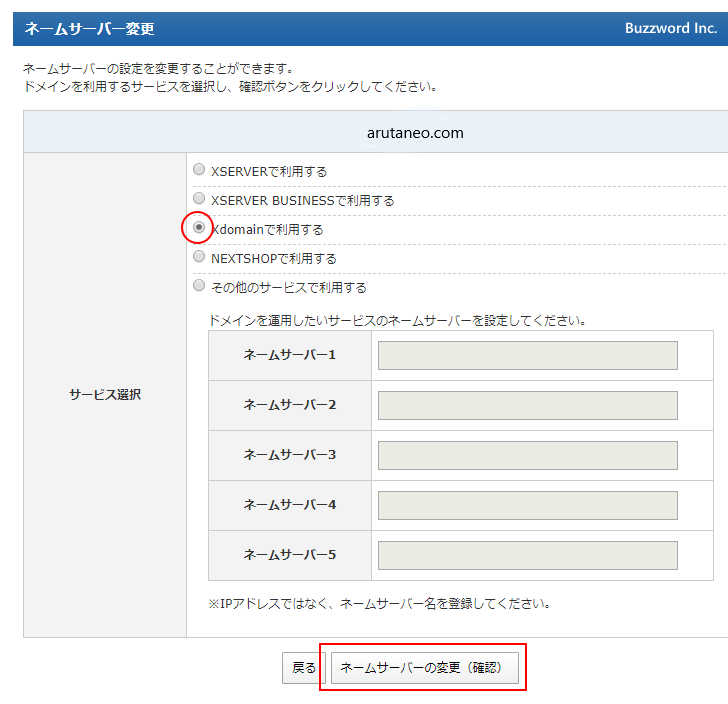 ネームサーバー変更
Buzzword Inc.
ネームサーバーの設定を変更することができます。
ドメインを利用するサービスを選択し、確認ボタンをクリックしてください。
arutaneo.com
サービス選択
XSERVERで利用する
XSERVER BUSINESSで利用する
Xdomainで利用する
NEXTSHOPで利用する
その他のサービスで利用する
ドメインを運用したいサービスのネームサーバーを設定してください。
ネームサーバー1
ネームサーバー2
ネームサーバー3
ネームサーバー4
ネームサーバー5
※IPアドレスではなく、ネームサーバー名を登録してください。
戻る
ネームサーバーの変更（確認）